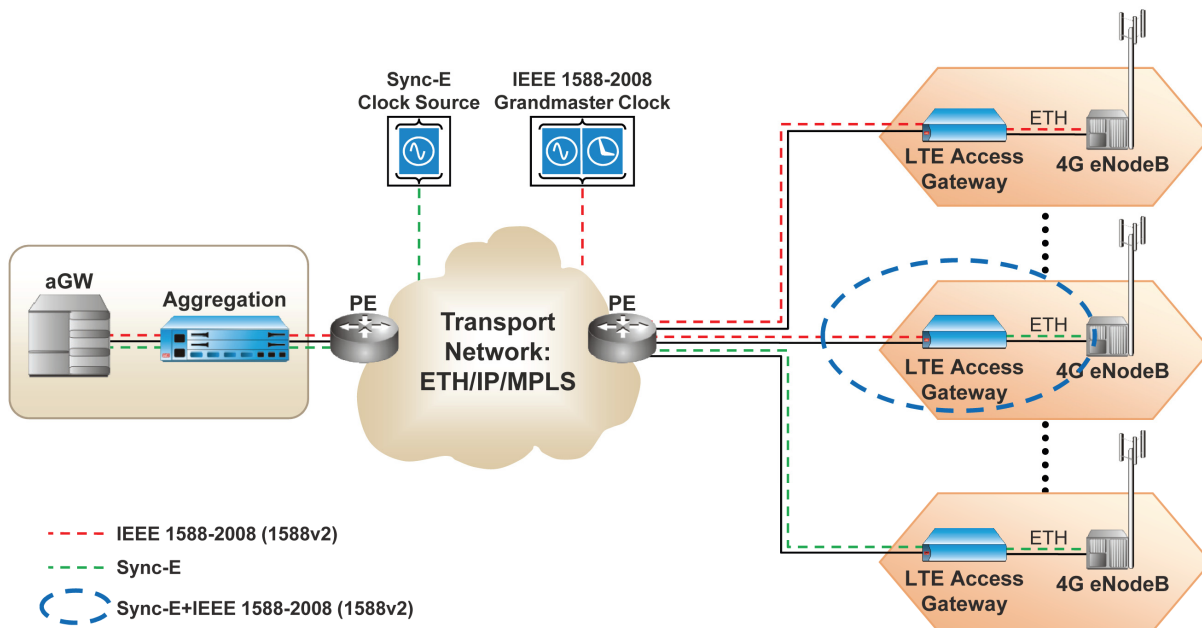 Sync-E
Clock Source
IEEE 1588-2008
Grandmaster Clock
ETH
LTE Access
Gateway
4G eNodeB
aGW
Aggregation
PE
Transport
Network:
ETH/IP/MPLS
PE
ETH
LTE Access
Gateway
4G eNodeB
ETH
LTE Access
Gateway
4G eNodeB
IEEE 1588-2008 (1588v2)
Sync-E
Sync-E+IEEE 1588-2008 (1588v2)